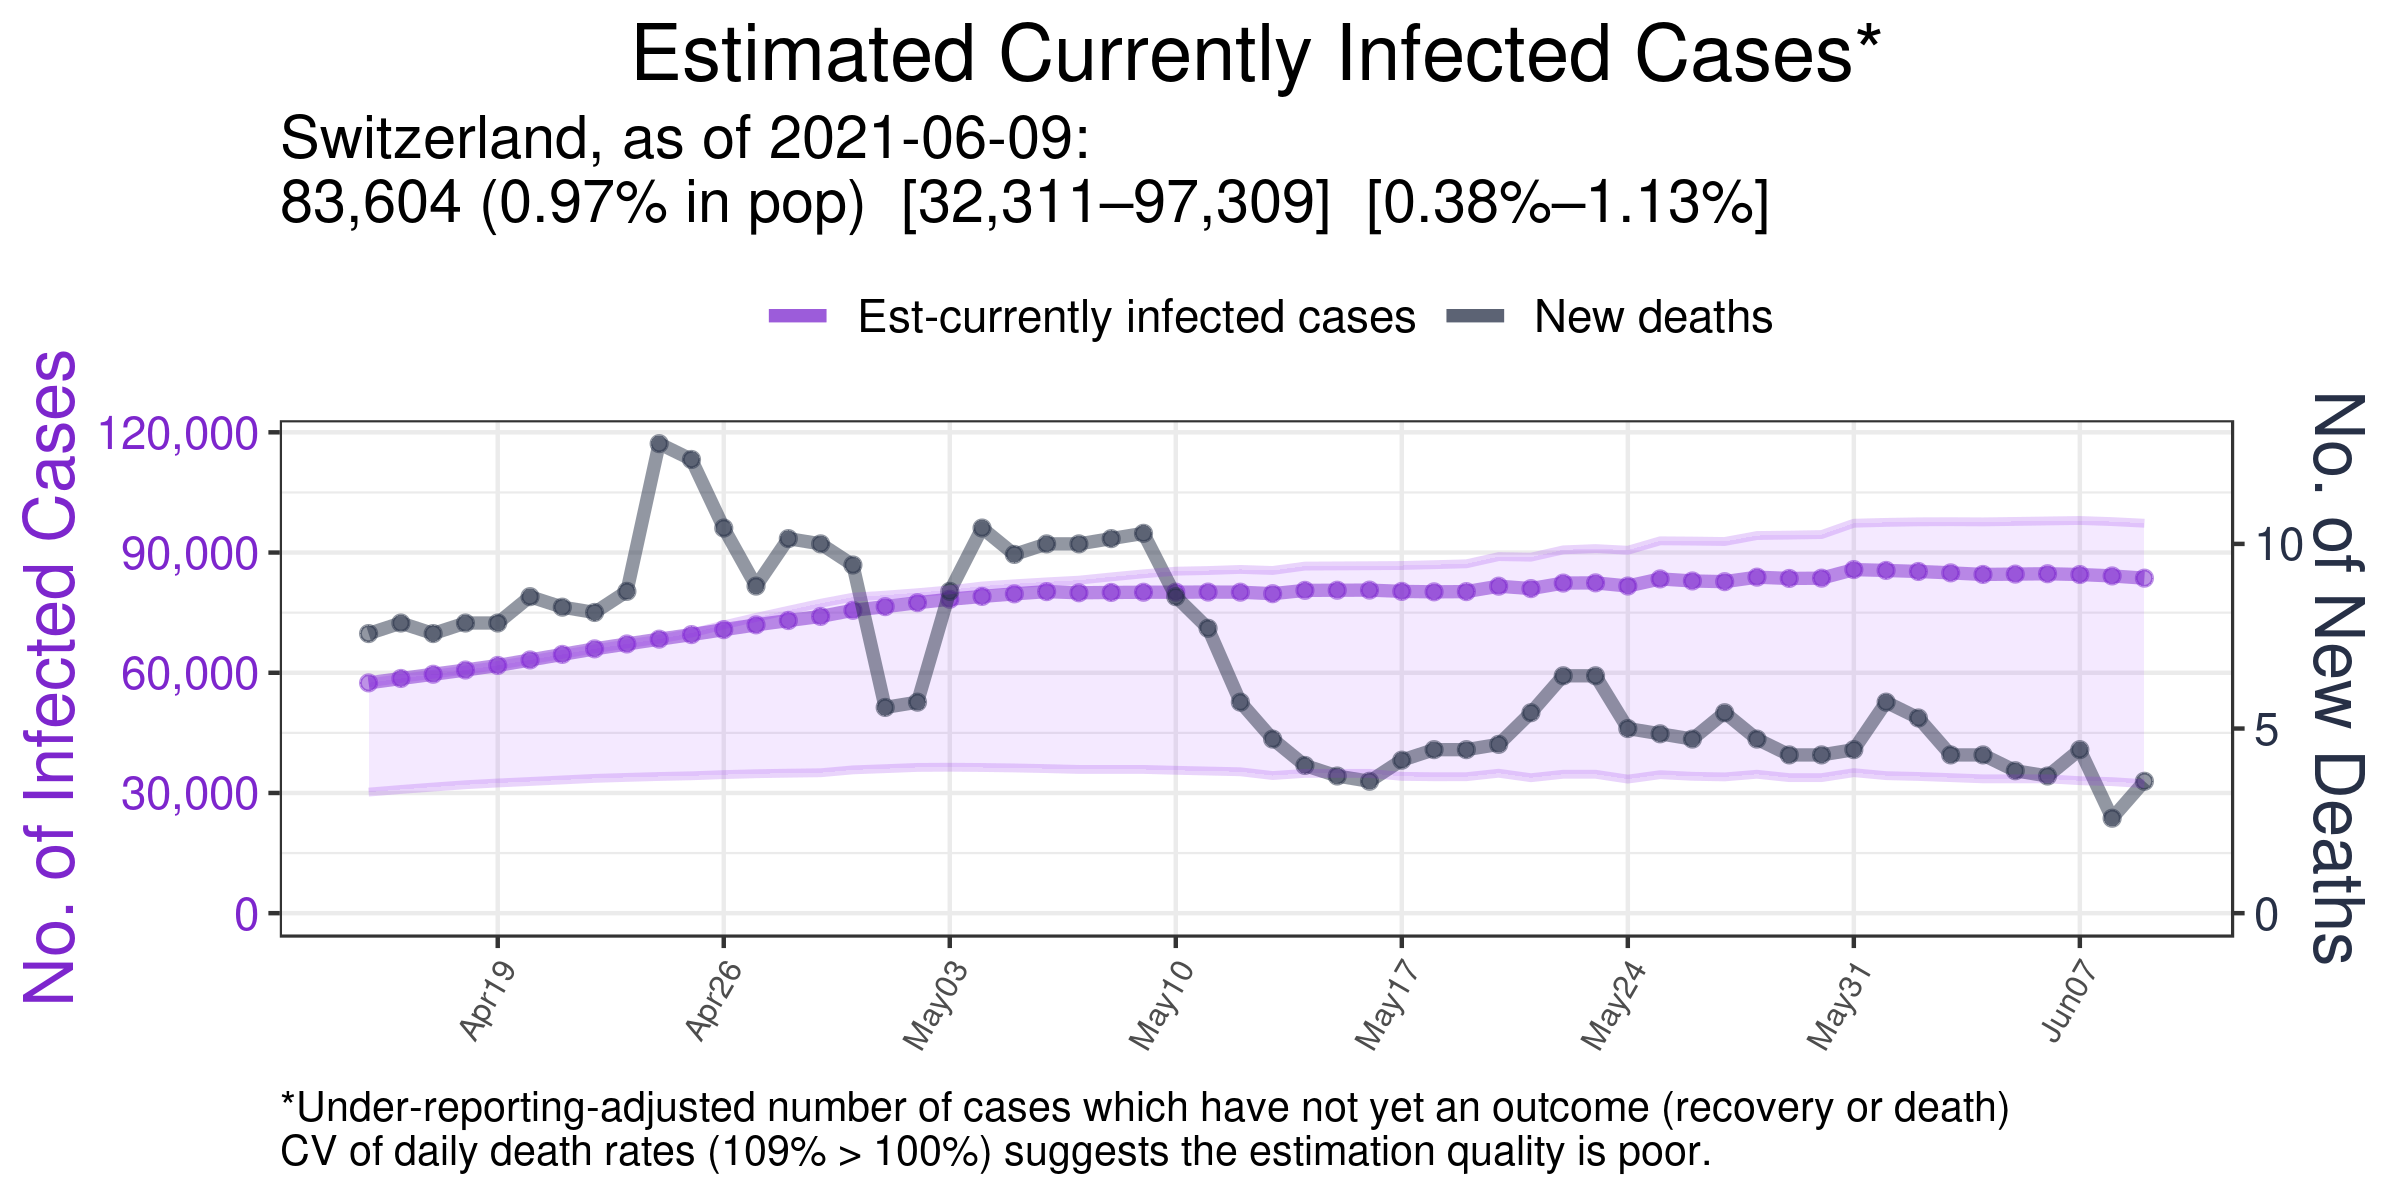 Estimated Currently Infected Cases*
Switzerland, as of 2021-06-09:
83,604 (0.97% in pop)  [32,311–97,309]  [0.38%–1.13%]
Est-currently infected cases
New deaths
No. of Infected Cases
120,000
90,000
60,000
30,000
0
No. of New Deaths
10
5
0
Apr19
Apr26
May03
May10
May17
May24
May31
Jun07
*Under-reporting-adjusted number of cases which have not yet an outcome (recovery or death)
CV of daily death rates (109% > 100%) suggests the estimation quality is poor.